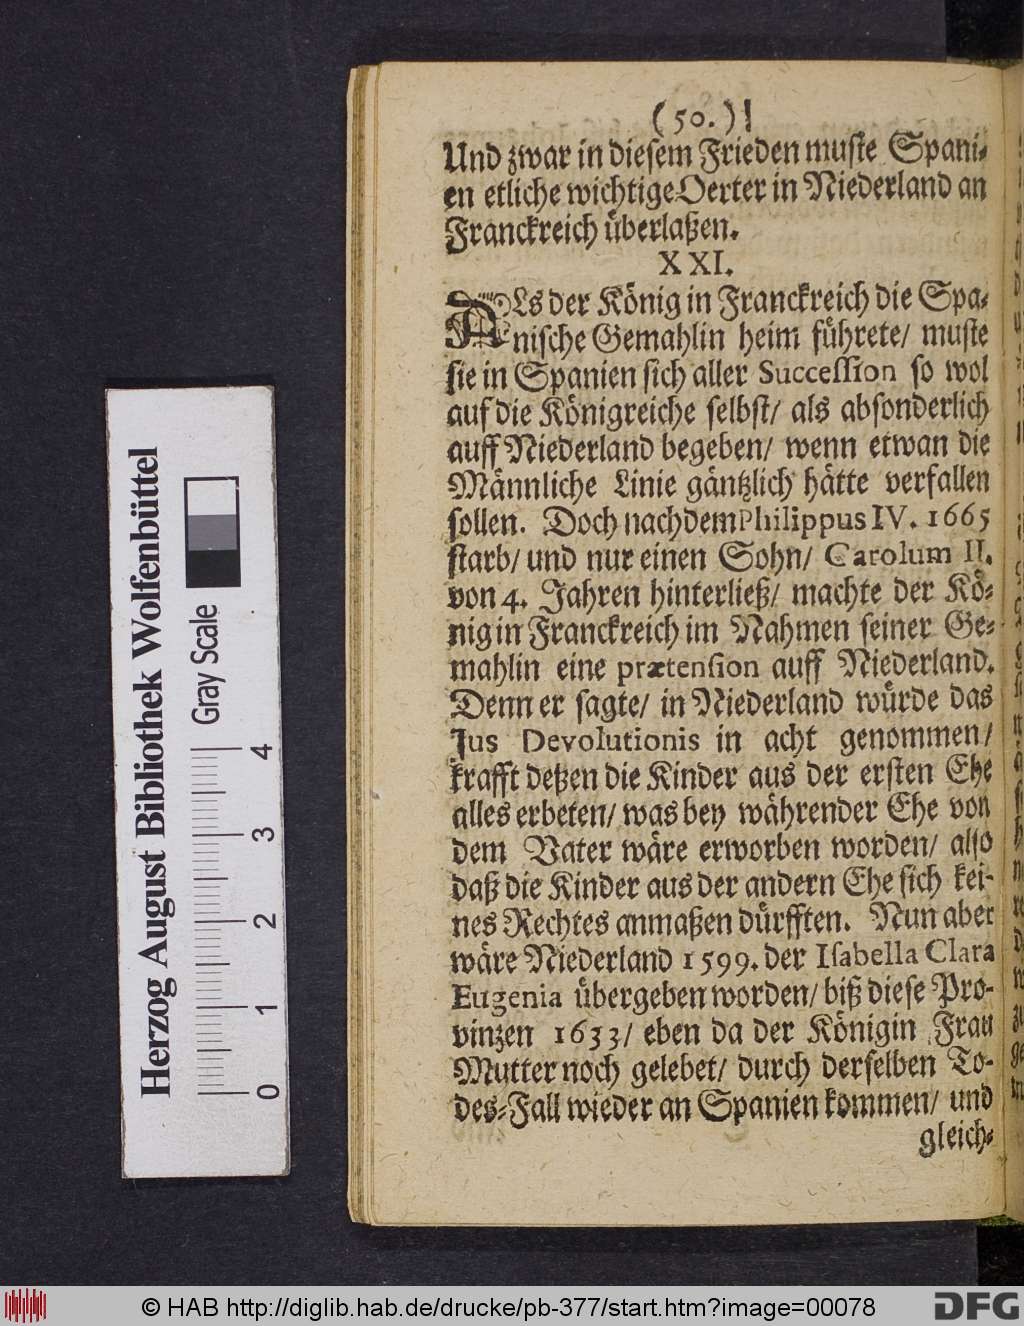 (50.)
Und zwar in diesem Frieden muste Spani-
en etliche wichtige Oerter in Niederland an
Franckreich überlaßen.
XXI.
ALs der König in Franckreich die Spa-
nische Gemahlin heim führete/ muste
sie in Spanien sich aller Succession so wol
auf die Königreiche selbst/ als absonderlich
auff Niederland begeben/ wenn etwan die
Männliche Linie gäntzlich hätte verfallen
sollen. Doch nachdem Philippus IV. 1665
starb/ und nur einen Sohn/ Carolum II.
von 4. Jahren hinterließ/ machte der Kö-
nig in Franckreich im Nahmen seiner Ge-
mahlin eine prætension auff Niederland.
Denn er sagte/ in Niederland würde das
Jus Devolutionis in acht genommen/
krafft deßen die Kinder aus der ersten Ehe
alles erbeten/ was bey währender Ehe von
dem Vater wäre erworben worden/ also
daß die Kinder aus der andern Ehe sich kei-
nes Rechtes anmaßen dürfften. Nun aber
wäre Niederland 1599. der Isabella Clara
Eugenia übergeben worden/ biß diese Pro-
vinzen 1633/ eben da der Königin Frau
Mutter noch gelebet/ durch derselben To-
des-Fall wieder an Spanien kommen/ und
gleich-
Herzog August Bibliothek Wolfenbüttel
Gray Scale
0 1 2 3 4
© HAB http://diglib.hab.de/drucke/pb-377/start.htm?image=00078
DFG